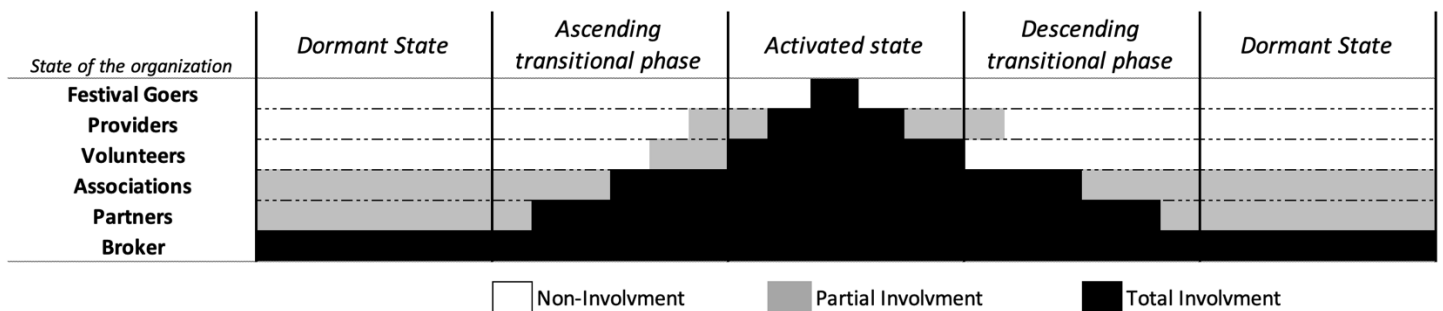 State of the organization
Dormant State
Ascending
transitional phase
Activated state
Descending
transitional phase
Dormant State
Festival Goers
Providers
Volunteers
Associations
Partners
Broker
Non-Involvment
Partial Involvment
Total Involvment